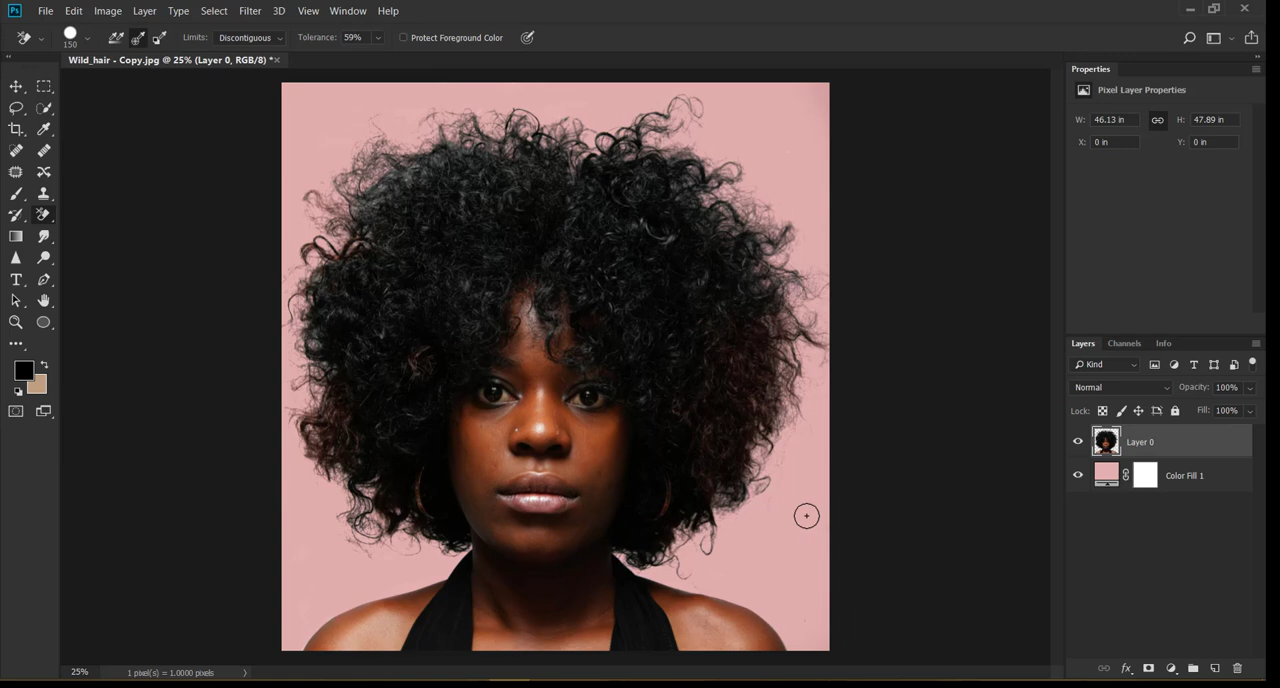 Ps File Edit Image Layer Type Select Filter 3D View Window Help
150 Limits: Discontiguous Tolerance: 59% Protect Foreground Color
Wild_hair - Copy.jpg @ 25% (Layer 0, RGB/8) *
Properties
Pixel Layer Properties
W: 46.13 in H: 47.89 in
X: 0 in Y: 0 in
Layers Channels Info
Kind
Normal Opacity: 100%
Lock: Fill: 100%
Layer 0
Color Fill 1
25% 1 pixel(s) = 1.0000 pixels